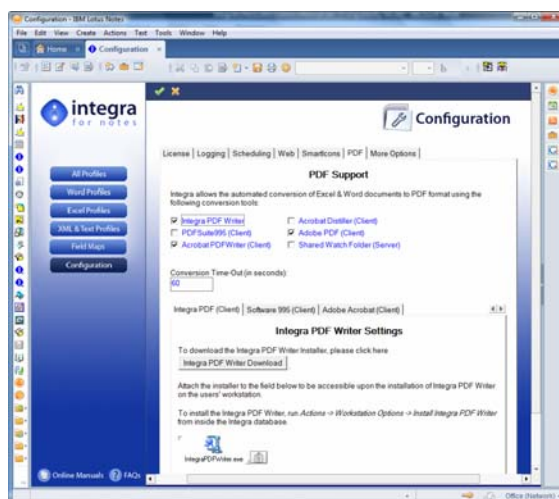 Configuration - IBM Lotus Notes
File Edit View Create Actions Text Tools Window Help
Home
Configuration
integra
for notes
Configuration
License | Logging | Scheduling | Web | SmartIcons | PDF | More Options |
All Profiles
Word Profiles
Excel Profiles
XML & Text Profiles
Field Maps
Configuration
PDF Support
Integra allows the automated conversion of Excel & Word documents to PDF format using the
following conversion tools:
Integra PDF Writer
Acrobat Distiller (Client)
PDFSuite995 (Client)
Adobe PDF (Client)
Acrobat PDFWriter (Client)
Shared Watch Folder (Server)
Conversion Time-Out (in seconds):
60
Integra PDF (Client) | Software 995 (Client) | Adobe Acrobat (Client) |
Integra PDF Writer Settings
To download the Integra PDF Writer Installer, please click here
Integra PDF Writer Download
Attach the installer to the field below to be accessible upon the installation of Integra PDF Writer
on the users' workstation.
To install the Integra PDF Writer, run Actions -> Workstation Options -> Install Integra PDF Writer
from inside the Integra database.
IntegraPDFWriter.exe
Online Manuals
FAQs
Office (Network)